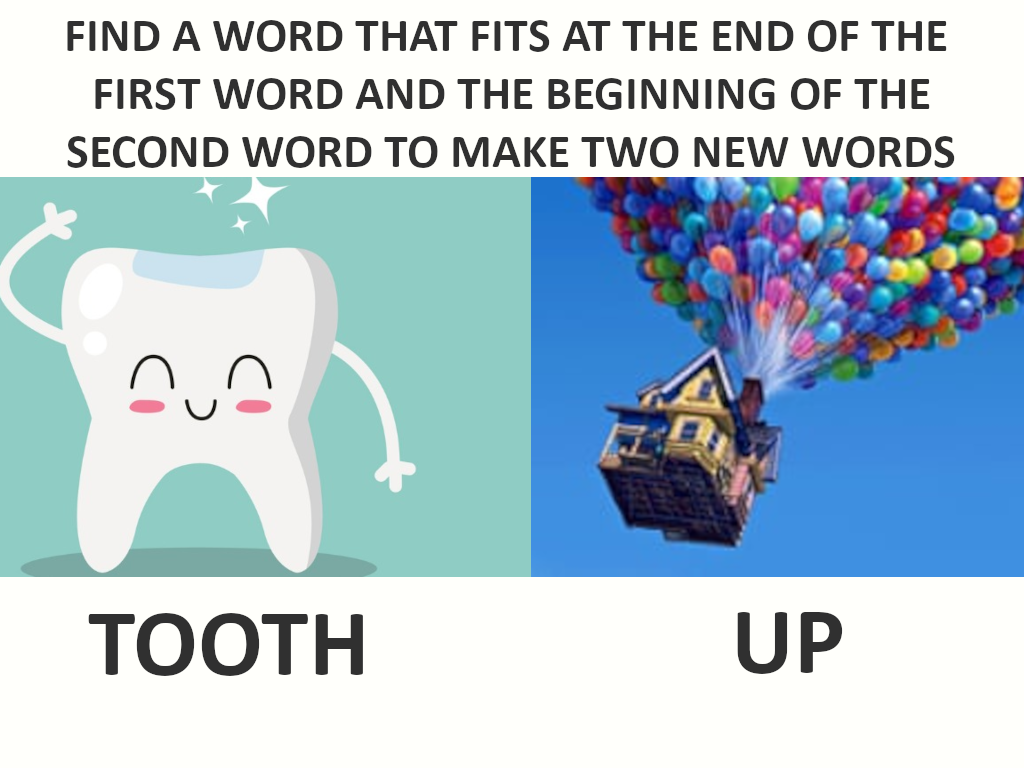 FIND A WORD THAT FITS AT THE END OF THE
FIRST WORD AND THE BEGINNING OF THE
SECOND WORD TO MAKE TWO NEW WORDS
TOOTH UP